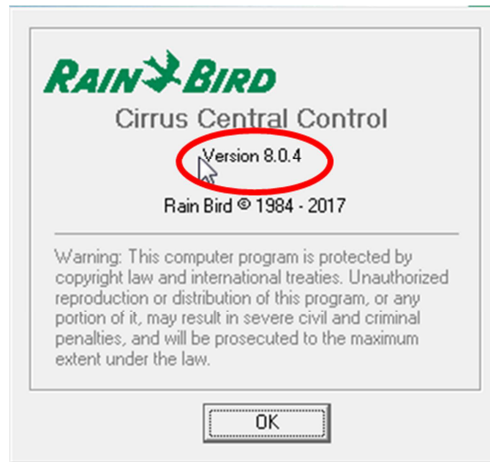 RAIN BIRD
Cirrus Central Control
Version 8.0.4
Rain Bird © 1984 - 2017
Warning: This computer program is protected by
copyright law and international treaties. Unauthorized
reproduction or distribution of this program, or any
portion of it, may result in severe civil and criminal
penalties, and will be prosecuted to the maximum
extent under the law.
OK